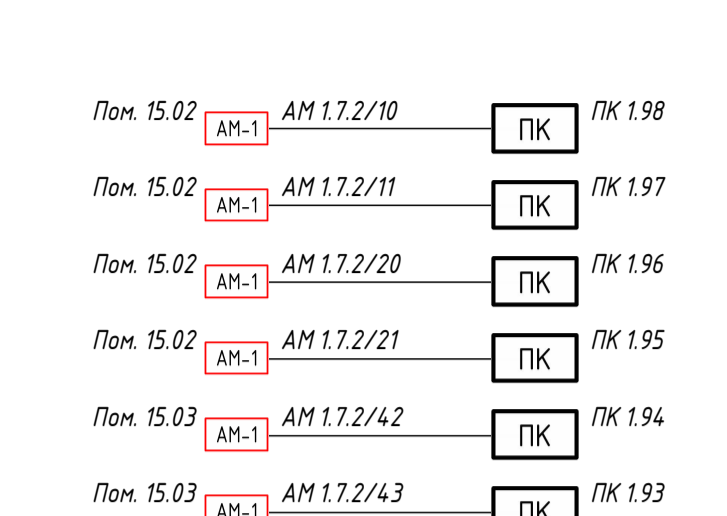 Пом. 15.02 АМ-1 АМ 1.7.2/10 ПК ПК 1.98
Пом. 15.02 АМ-1 АМ 1.7.2/11 ПК ПК 1.97
Пом. 15.02 АМ-1 АМ 1.7.2/20 ПК ПК 1.96
Пом. 15.02 АМ-1 АМ 1.7.2/21 ПК ПК 1.95
Пом. 15.03 АМ-1 АМ 1.7.2/42 ПК ПК 1.94
Пом. 15.03 АМ-1 АМ 1.7.2/43 ПК ПК 1.93